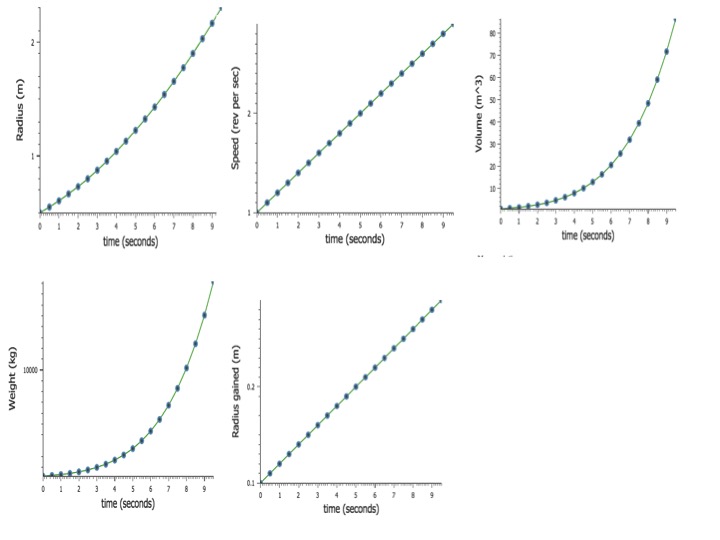 Radius (m)
2
1
0 1 2 3 4 5 6 7 8 9
time (seconds)
Speed (rev per sec)
2
1
0 1 2 3 4 5 6 7 8 9
time (seconds)
Volume (m^3)
80
70
60
50
40
30
20
10
0 1 2 3 4 5 6 7 8 9
time (seconds)
Weight (kg)
10000
0 1 2 3 4 5 6 7 8 9
time (seconds)
Radius gained (m)
0.2
0.1
0 1 2 3 4 5 6 7 8 9
time (seconds)